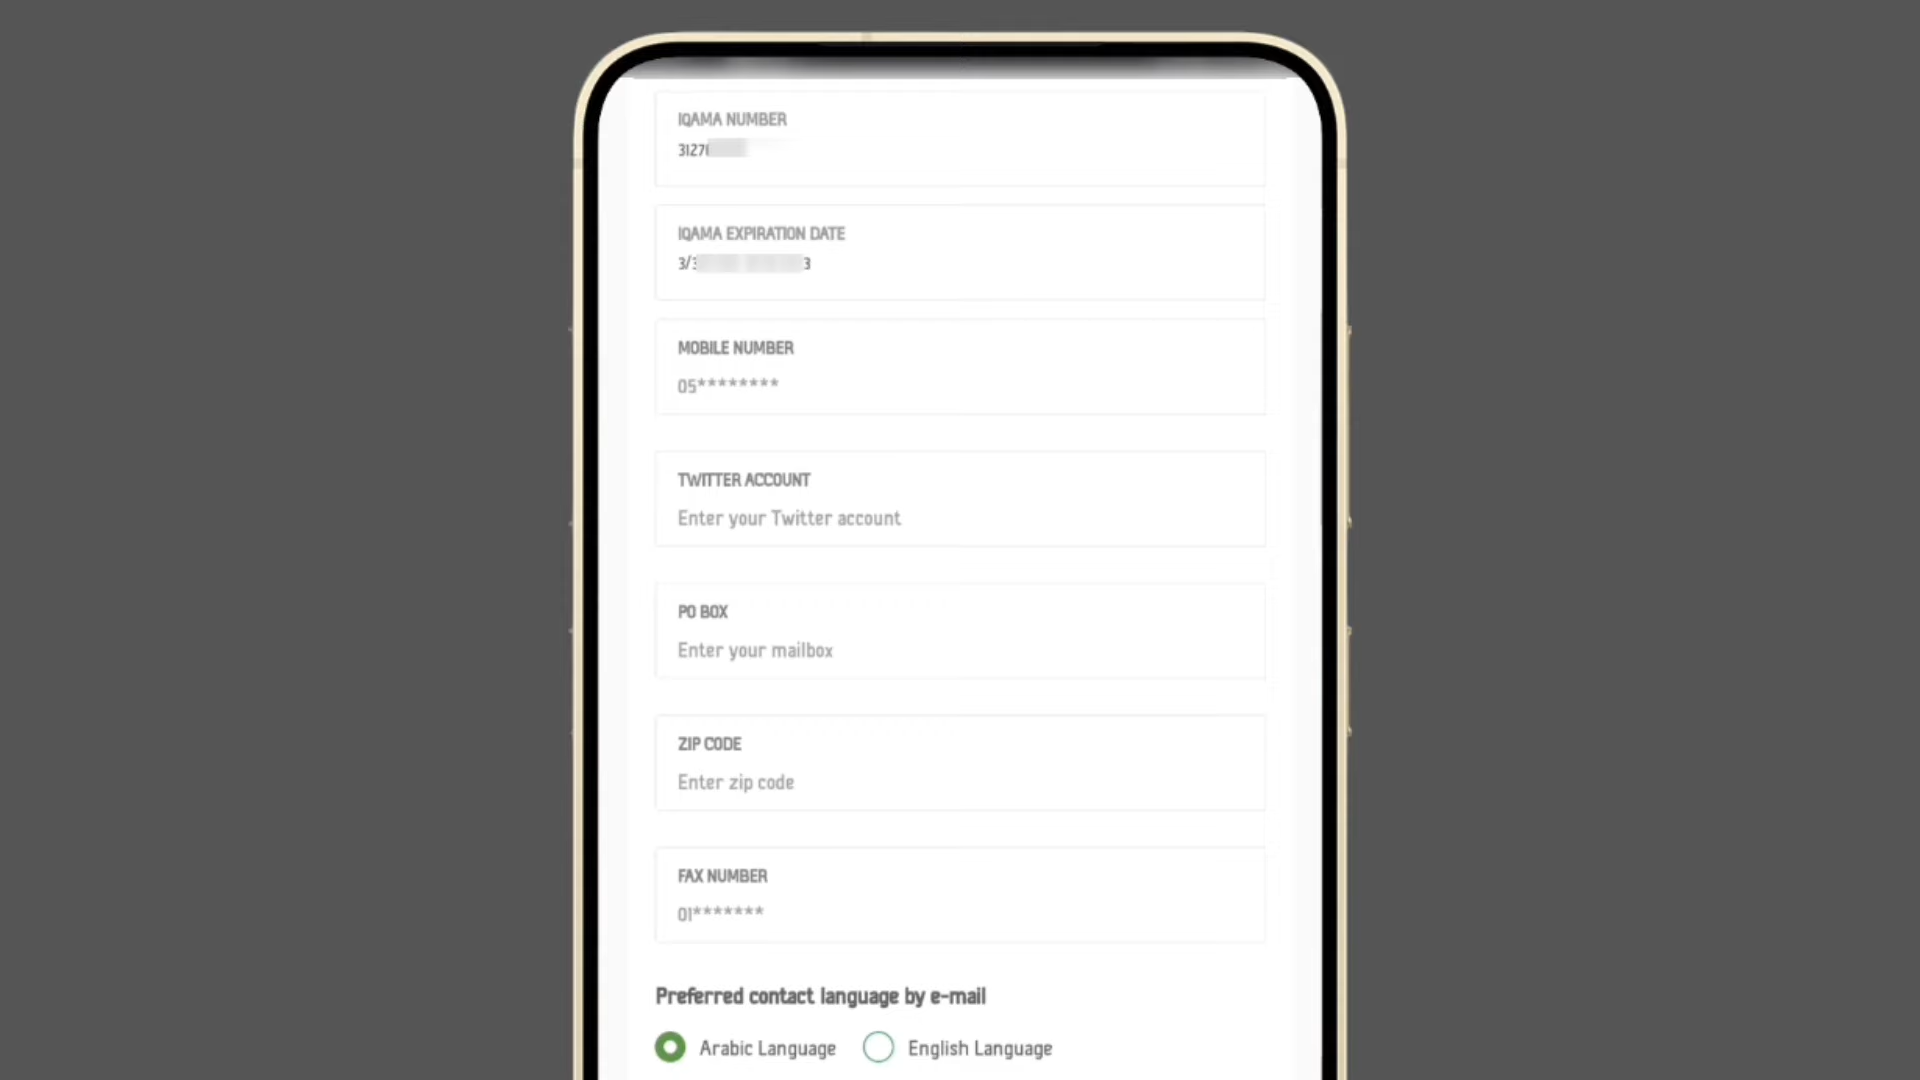 IQAMA NUMBER
3127
IQAMA EXPIRATION DATE
3/3 3
MOBILE NUMBER
05********
TWITTER ACCOUNT
Enter your Twitter account
PO BOX
Enter your mailbox
ZIP CODE
Enter zip code
FAX NUMBER
01*******
Preferred contact language by e-mail
Arabic Language
English Language